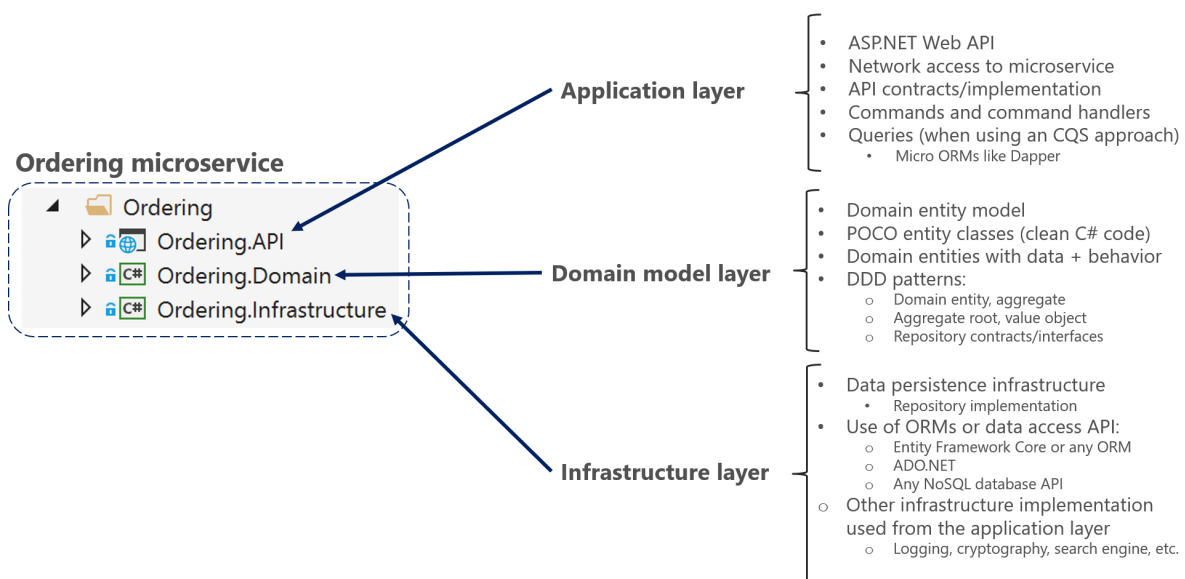 Ordering microservice
Ordering
Ordering.API
C# Ordering.Domain
C# Ordering.Infrastructure
Application layer
• ASP.NET Web API
• Network access to microservice
• API contracts/implementation
• Commands and command handlers
• Queries (when using an CQS approach)
• Micro ORMs like Dapper
Domain model layer
• Domain entity model
• POCO entity classes (clean C# code)
• Domain entities with data + behavior
• DDD patterns:
o Domain entity, aggregate
o Aggregate root, value object
o Repository contracts/interfaces
Infrastructure layer
• Data persistence infrastructure
• Repository implementation
• Use of ORMs or data access API:
o Entity Framework Core or any ORM
o ADO.NET
o Any NoSQL database API
o Other infrastructure implementation
used from the application layer
o Logging, cryptography, search engine, etc.